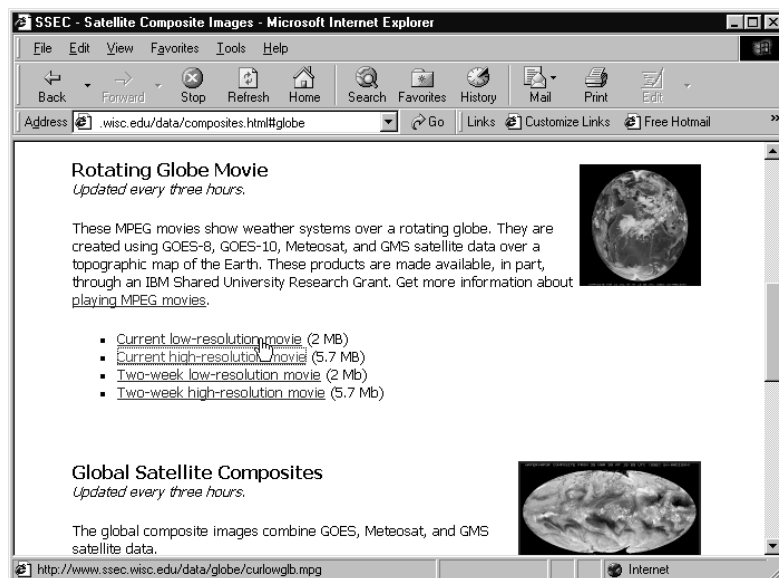 SSEC - Satellite Composite Images - Microsoft Internet Explorer
File Edit View Favorites Tools Help
Back Forward Stop Refresh Home Search Favorites History Mail Print Edit
Address .wisc.edu/data/composites.html#globe Go Links Customize Links Free Hotmail »
Rotating Globe Movie
Updated every three hours.
These MPEG movies show weather systems over a rotating globe. They are
created using GOES-8, GOES-10, Meteosat, and GMS satellite data over a
topographic map of the Earth. These products are made available, in part,
through an IBM Shared University Research Grant. Get more information about
playing MPEG movies.
Current low-resolution movie (2 MB)
Current high-resolution movie (5.7 MB)
Two-week low-resolution movie (2 Mb)
Two-week high-resolution movie (5.7 Mb)
Global Satellite Composites
Updated every three hours.
The global composite images combine GOES, Meteosat, and GMS
satellite data.
http://www.ssec.wisc.edu/data/globe/curlowglb.mpg Internet